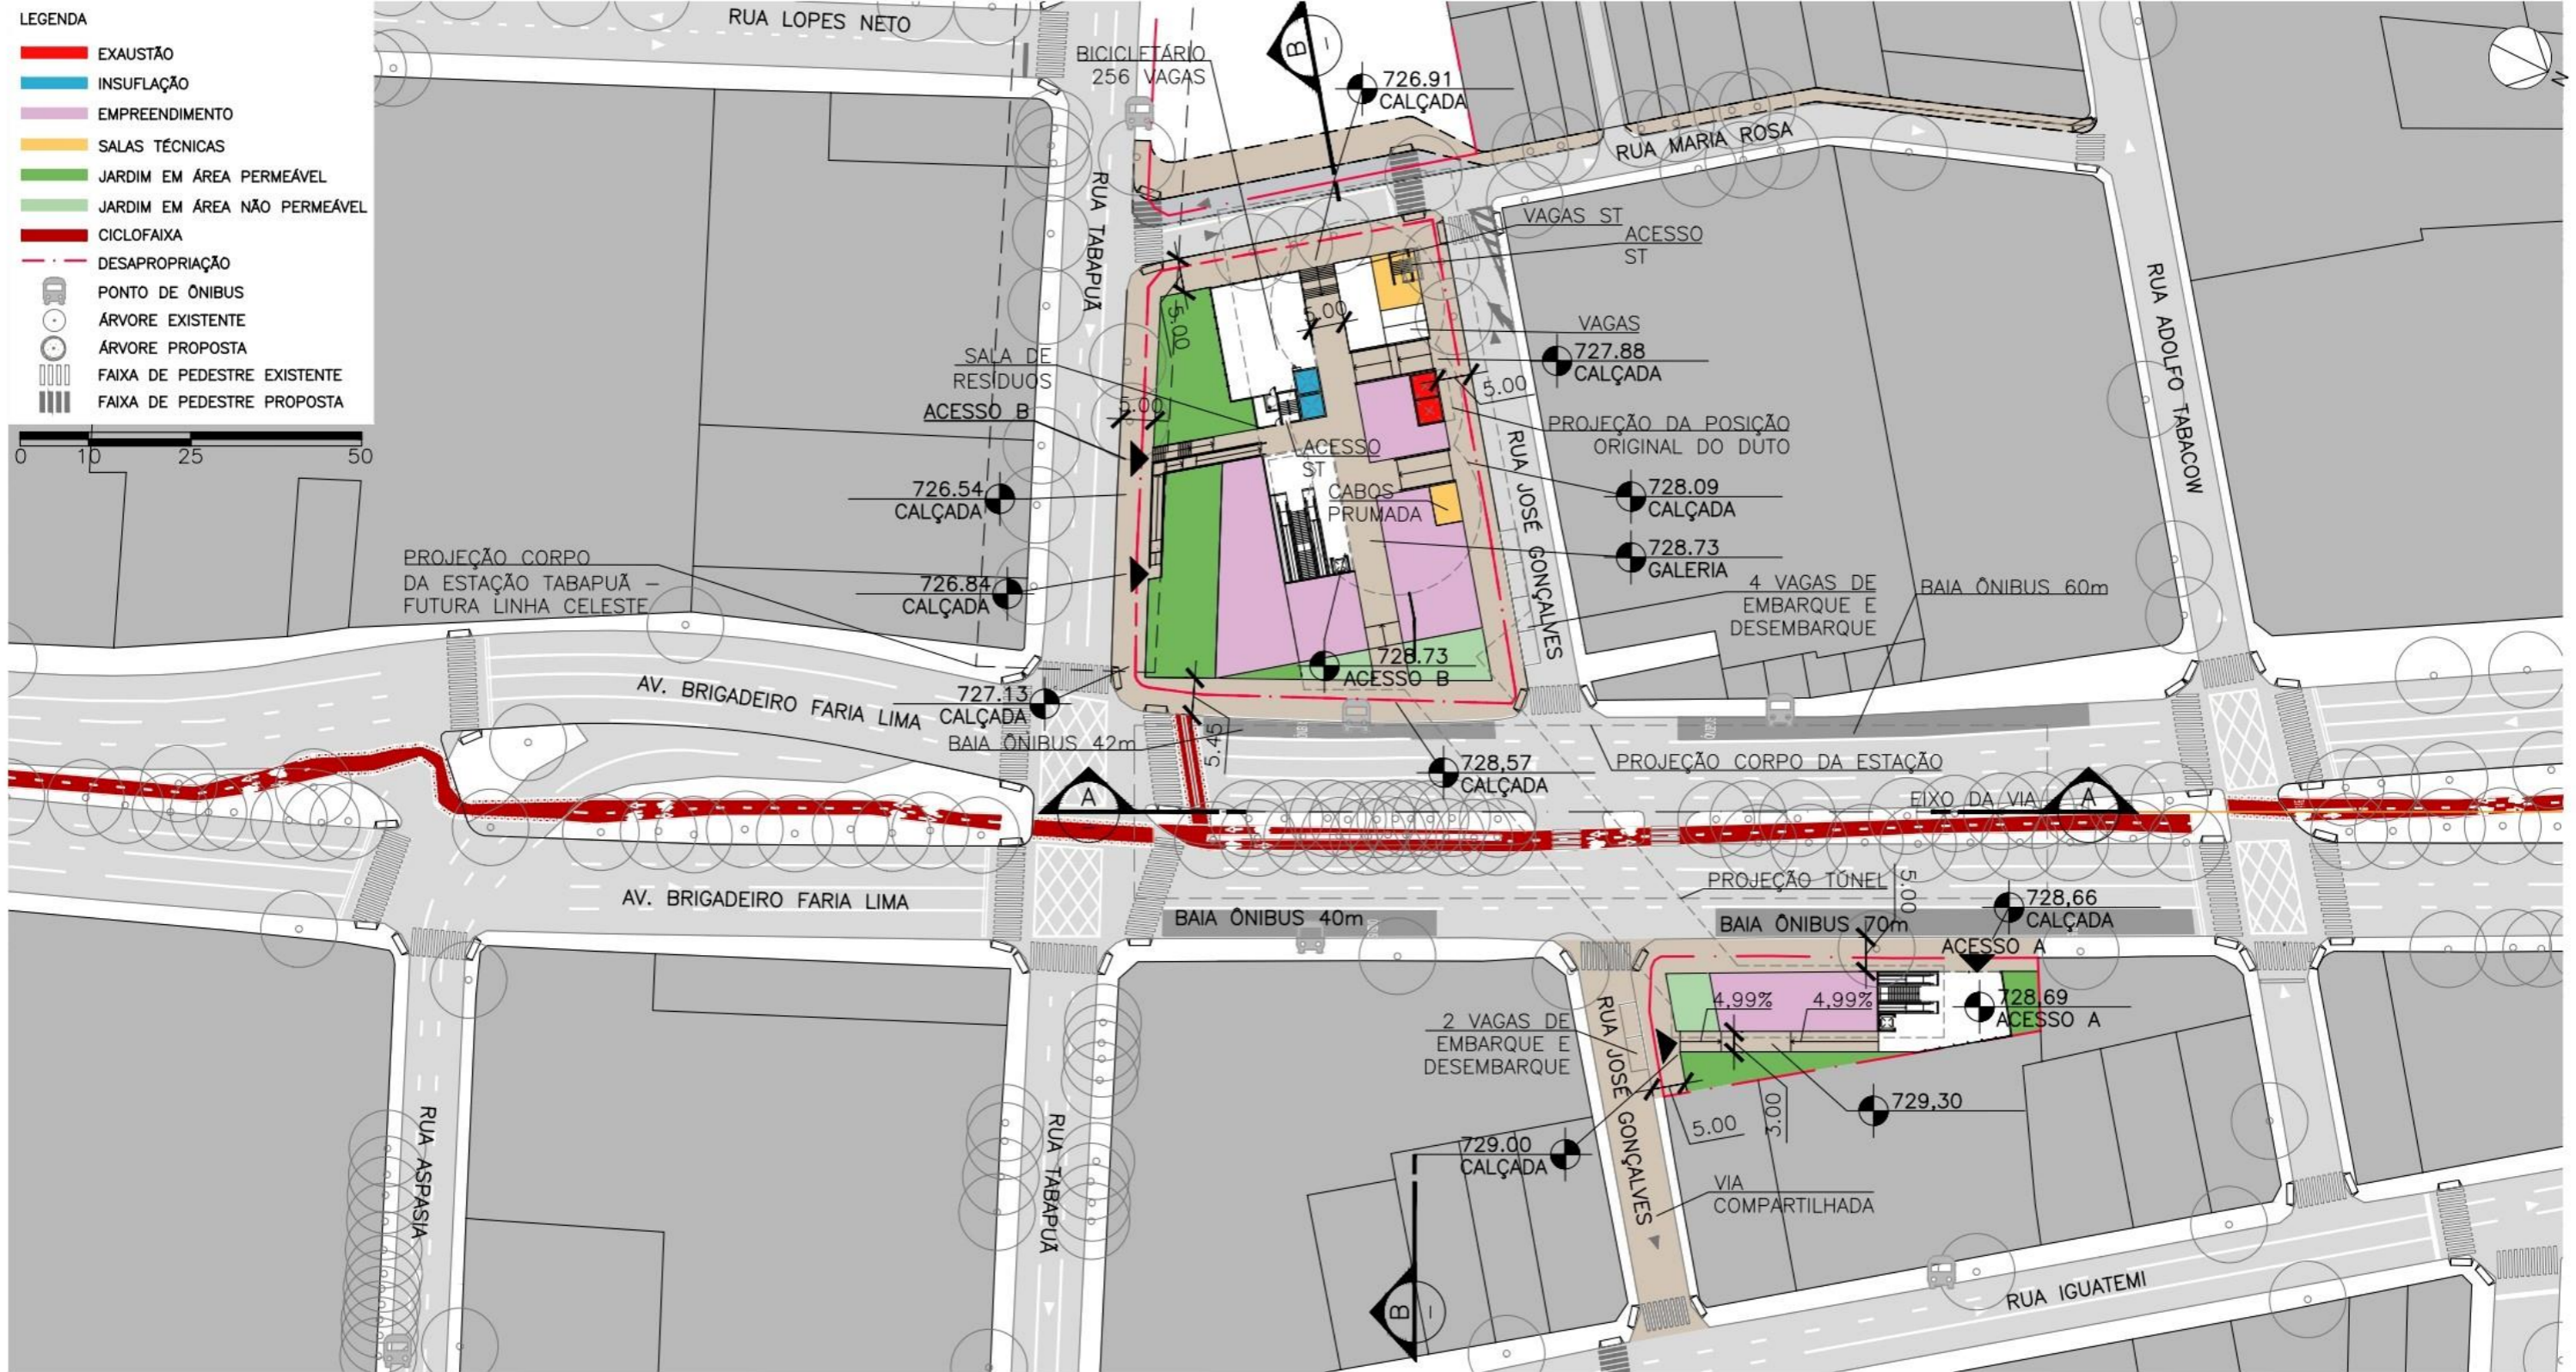 LEGENDA
EXAUSTÃO
INSUFLAÇÃO
EMPREENDIMENTO
SALAS TÉCNICAS
JARDIM EM ÁREA PERMEÁVEL
JARDIM EM ÁREA NÃO PERMEÁVEL
CICLOFAIXA
DESAPROPRIAÇÃO
PONTO DE ÔNIBUS
ÁRVORE EXISTENTE
ÁRVORE PROPOSTA
FAIXA DE PEDESTRE EXISTENTE
FAIXA DE PEDESTRE PROPOSTA
0 10 25 50
RUA LOPES NETO
BICICLETÁRIO
256 VAGAS
B
726.91
CALÇADA
N
RUA MARIA ROSA
RUA TABAPUÃ
VAGAS ST
ACESSO
ST
RUA ADOLFO TABACOW
5.00
5.00
VAGAS
727.88
CALÇADA
SALA DE
RESÍDUOS
5.00
ACESSO B
5.00
PROJEÇÃO DA POSIÇÃO
ORIGINAL DO DUTO
ACESSO
ST
RUA JOSÉ GONÇALVES
726.54
CALÇADA
CABOS
PRUMADA
728.09
CALÇADA
728.73
GALERIA
PROJEÇÃO CORPO
DA ESTAÇÃO TABAPUÃ –
FUTURA LINHA CELESTE
726.84
CALÇADA
4 VAGAS DE
EMBARQUE E
DESEMBARQUE
BAIA ÔNIBUS 60m
728.73
ACESSO B
AV. BRIGADEIRO FARIA LIMA
727.13
CALÇADA
BAIA ÔNIBUS 42m
5.45
728,57
CALÇADA
PROJEÇÃO CORPO DA ESTAÇÃO
A
EIXO DA VIA
A
AV. BRIGADEIRO FARIA LIMA
PROJEÇÃO TÚNEL
5.00
728,66
CALÇADA
BAIA ÔNIBUS 40m
BAIA ÔNIBUS 70m
ACESSO A
4,99%
4,99%
728,69
ACESSO A
2 VAGAS DE
EMBARQUE E
DESEMBARQUE
RUA JOSÉ GONÇALVES
5.00
3.00
729,30
729.00
CALÇADA
RUA ASPASIA
RUA TABAPUÃ
VIA
COMPARTILHADA
B
RUA IGUATEMI